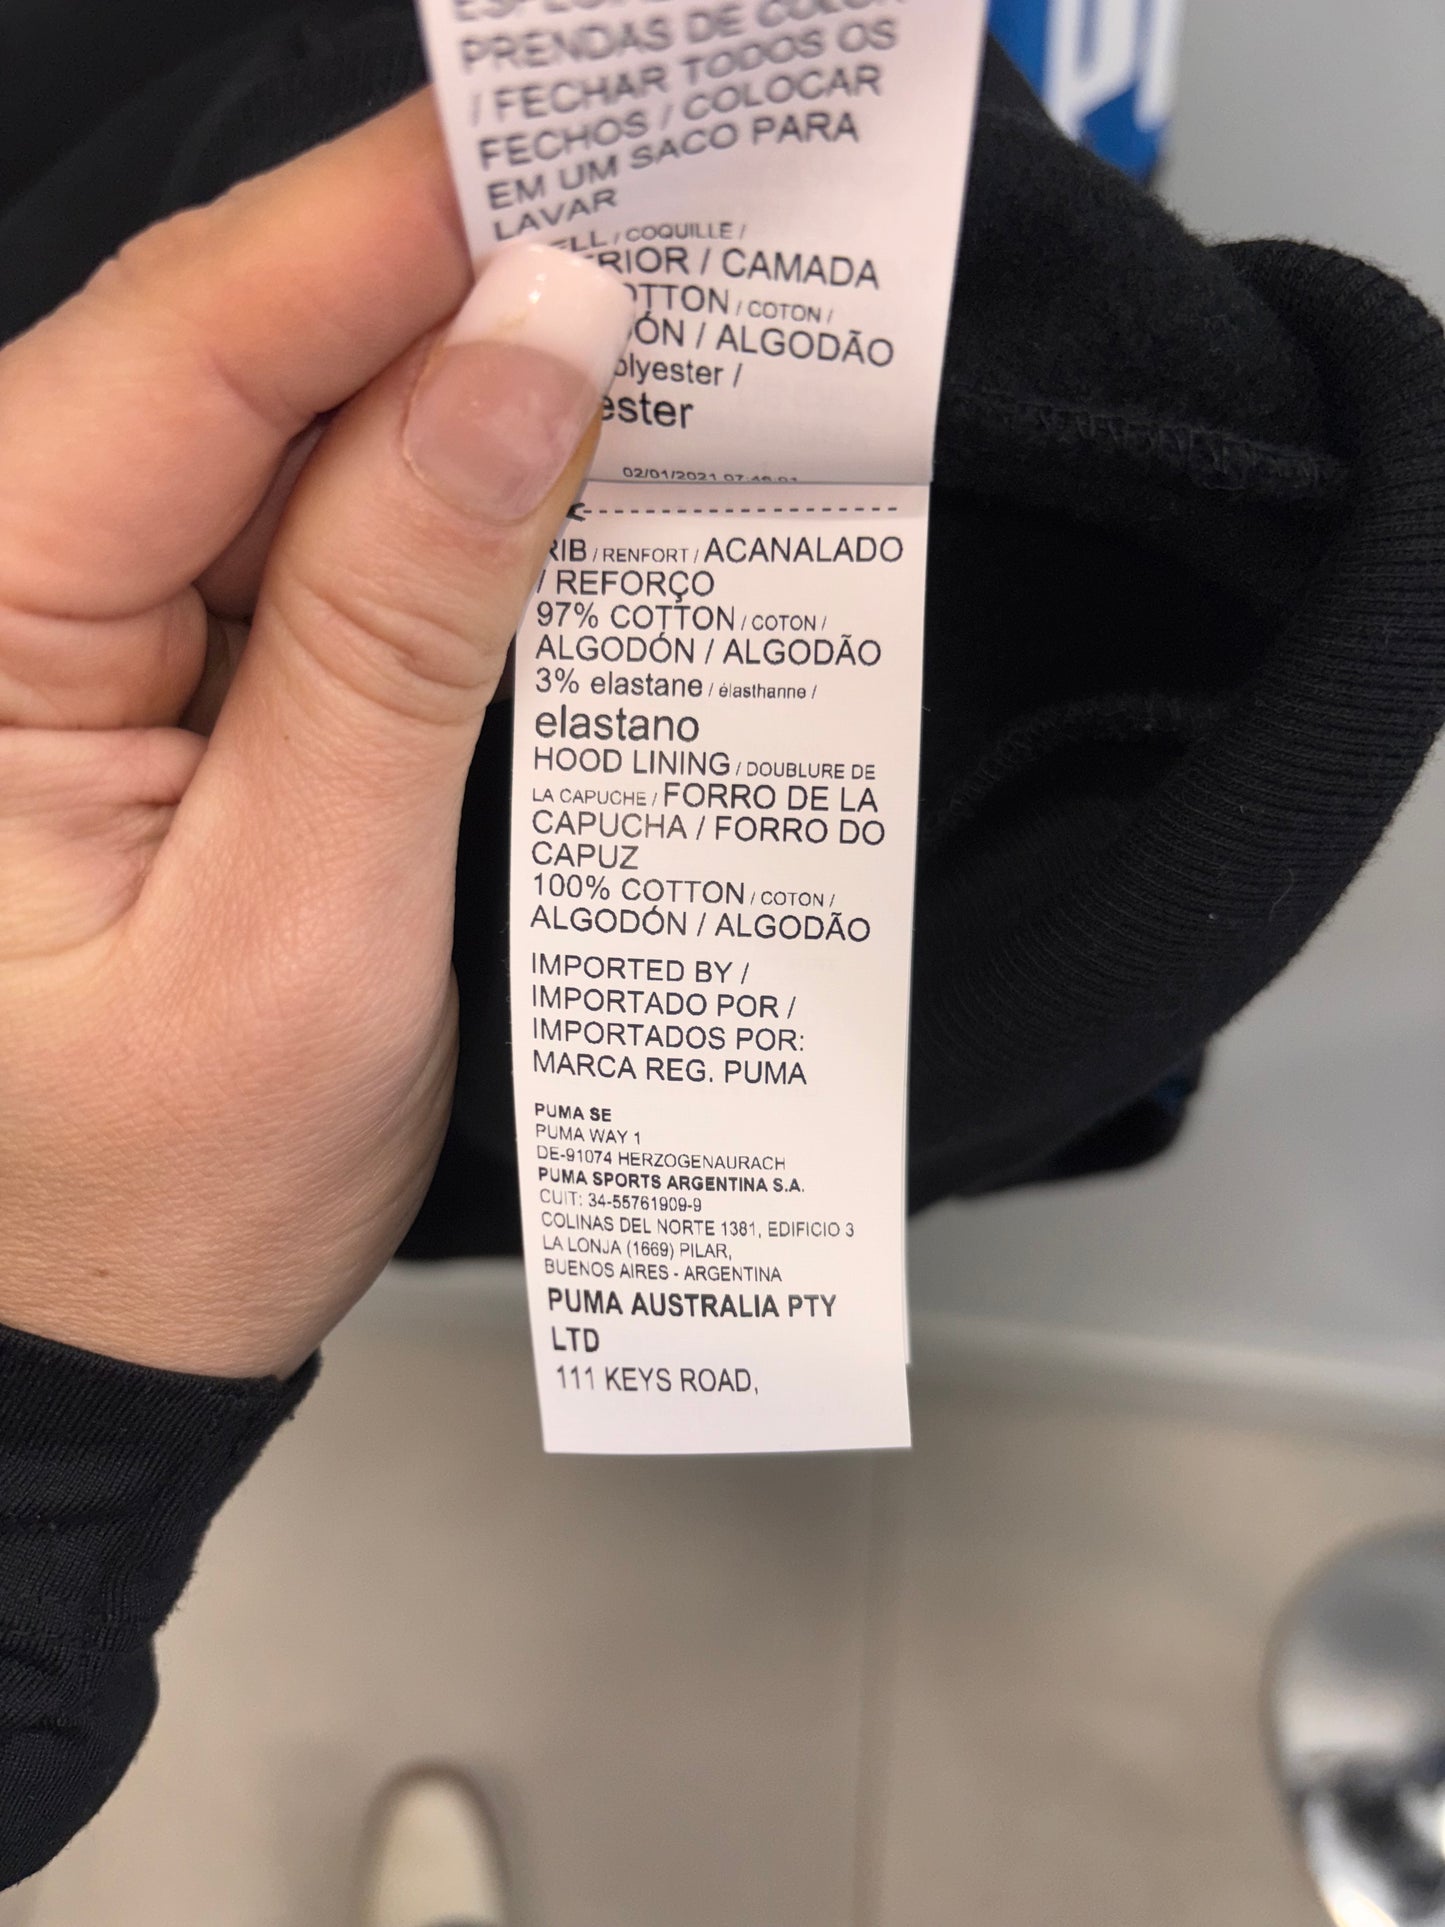 PRENDAS DE COLOR
/ FECHAR TODOS OS
FECHOS / COLOCAR
EM UM SACO PARA
LAVAR
/ COQUILLE /
/ CAMADA
/ COTON /
/ ALGODÃO
/
02/01/2021
RIB / RENFORT / ACANALADO
/ REFORÇO
97% COTTON / COTON /
ALGODÓN / ALGODÃO
3% elastane / élasthanne /
elastano
HOOD LINING / DOUBLURE DE
LA CAPUCHE / FORRO DE LA
CAPUCHA / FORRO DO
CAPUZ
100% COTTON / COTON /
ALGODÓN / ALGODÃO
IMPORTED BY /
IMPORTADO POR /
IMPORTADOS POR:
MARCA REG. PUMA
PUMA SE
PUMA WAY 1
DE-91074 HERZOGENAURACH
PUMA SPORTS ARGENTINA S.A.
CUIT: 34-55761909-9
COLINAS DEL NORTE 1381, EDIFICIO 3
LA LONJA (1669) PILAR,
BUENOS AIRES - ARGENTINA
PUMA AUSTRALIA PTY
LTD
111 KEYS ROAD,